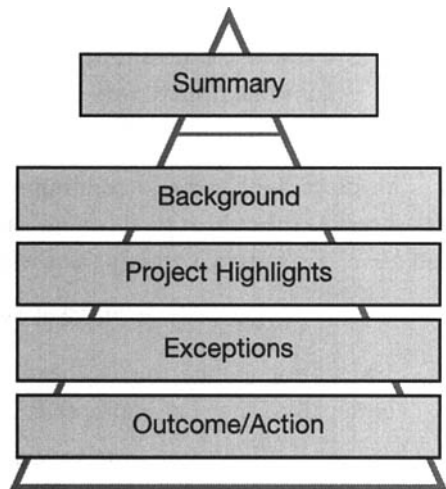 Summary
Background
Project Highlights
Exceptions
Outcome/Action